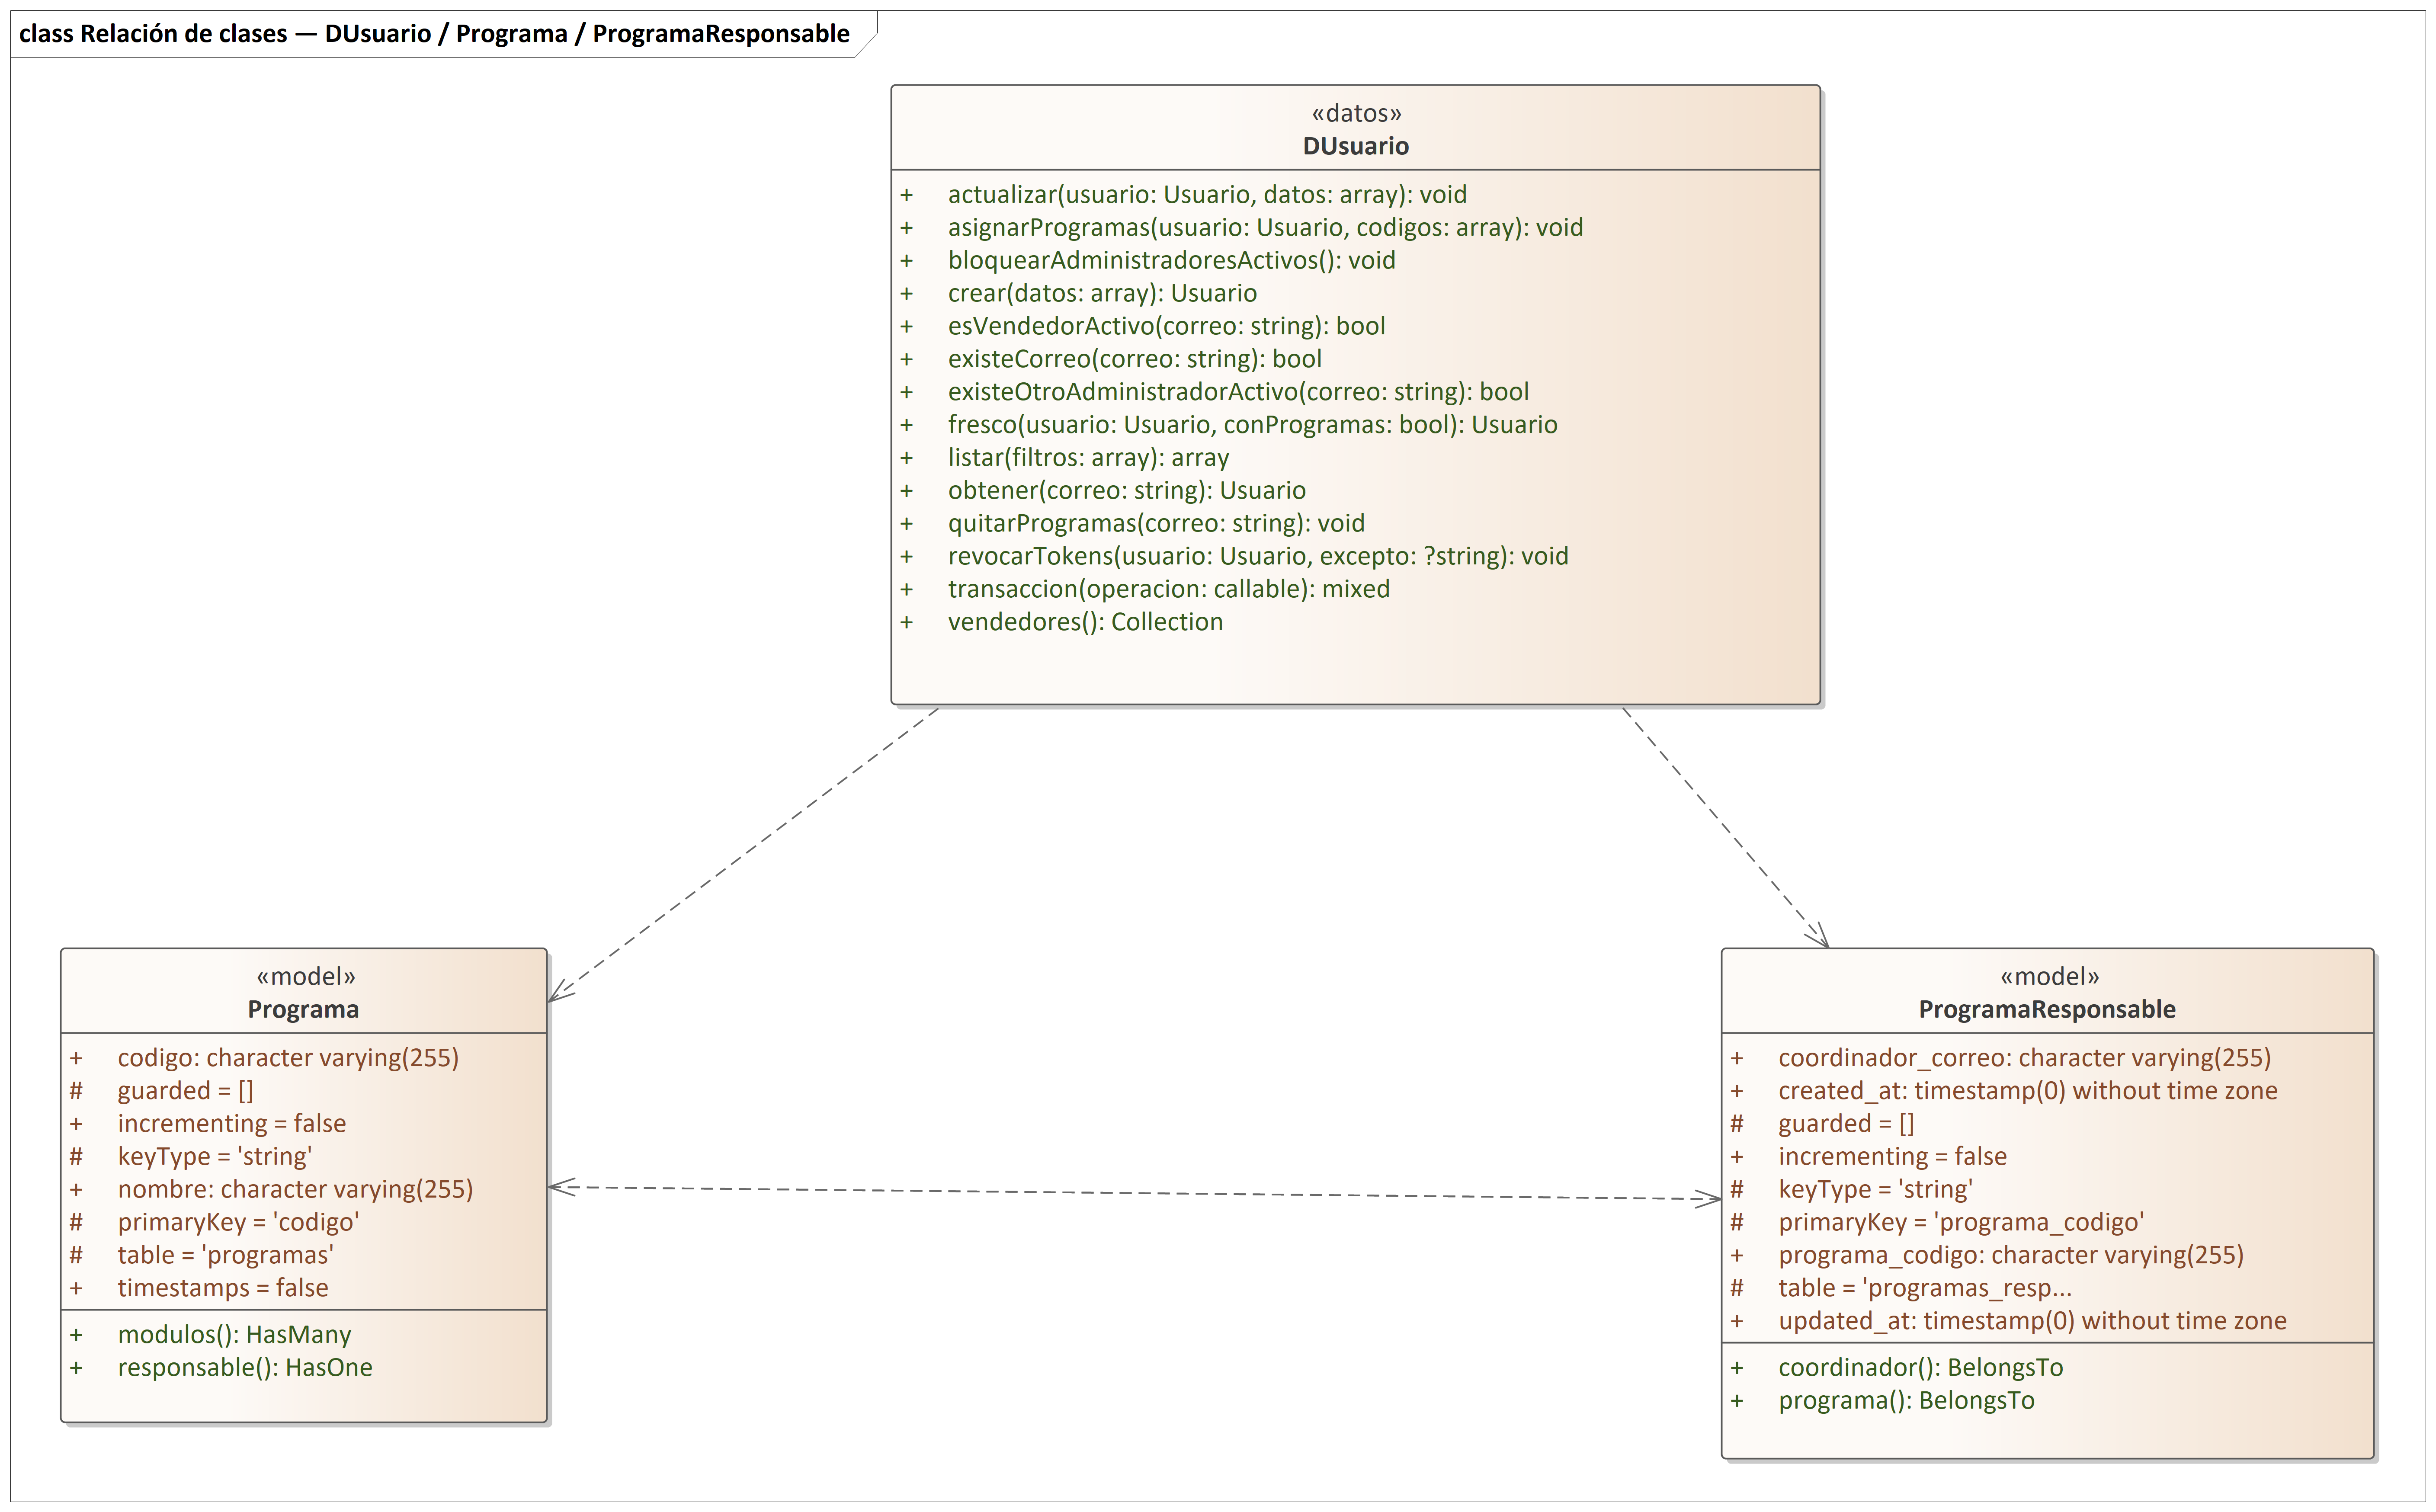 class Relación de clases — DUsuario / Programa / ProgramaResponsable
«datos»
DUsuario
+ actualizar(usuario: Usuario, datos: array): void
+ asignarProgramas(usuario: Usuario, codigos: array): void
+ bloquearAdministradoresActivos(): void
+ crear(datos: array): Usuario
+ esVendedorActivo(correo: string): bool
+ existeCorreo(correo: string): bool
+ existeOtroAdministradorActivo(correo: string): bool
+ fresco(usuario: Usuario, conProgramas: bool): Usuario
+ listar(filtros: array): array
+ obtener(correo: string): Usuario
+ quitarProgramas(correo: string): void
+ revocarTokens(usuario: Usuario, excepto: ?string): void
+ transaccion(operacion: callable): mixed
+ vendedores(): Collection
«model»
Programa
+ codigo: character varying(255)
# guarded = []
+ incrementing = false
# keyType = 'string'
+ nombre: character varying(255)
# primaryKey = 'codigo'
# table = 'programas'
+ timestamps = false
+ modulos(): HasMany
+ responsable(): HasOne
«model»
ProgramaResponsable
+ coordinador_correo: character varying(255)
+ created_at: timestamp(0) without time zone
# guarded = []
+ incrementing = false
# keyType = 'string'
# primaryKey = 'programa_codigo'
+ programa_codigo: character varying(255)
# table = 'programas_resp...
+ updated_at: timestamp(0) without time zone
+ coordinador(): BelongsTo
+ programa(): BelongsTo